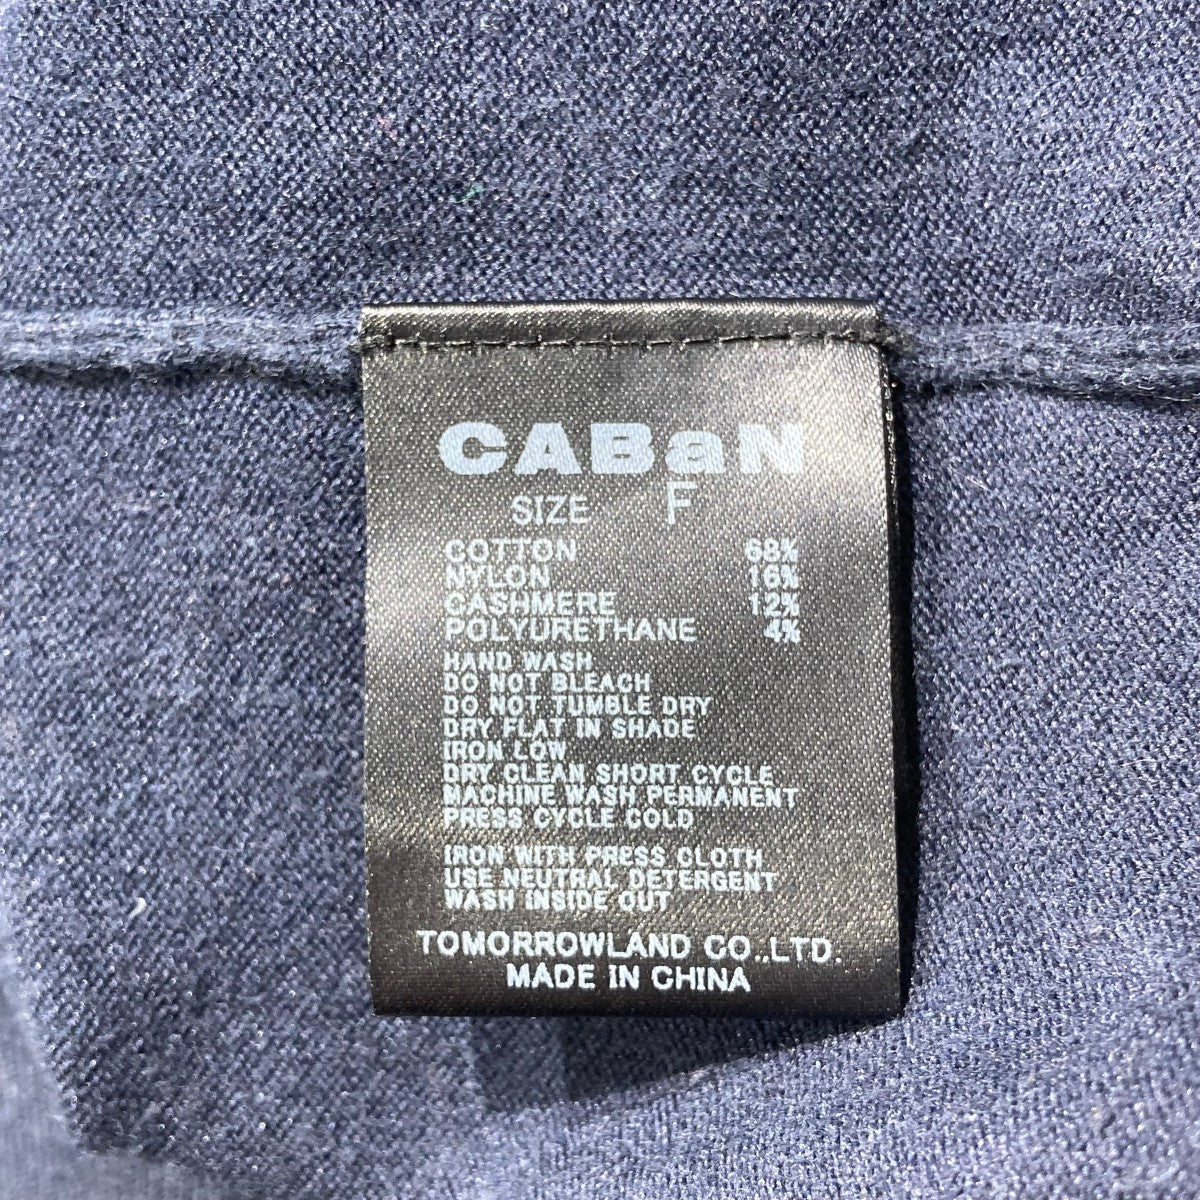 CABaN
SIZE F
COTTON 68%
NYLON 16%
CASHMERE 12%
POLYURETHANE 4%
HAND WASH
DO NOT BLEACH
DO NOT TUMBLE DRY
DRY FLAT IN SHADE
IRON LOW
DRY CLEAN SHORT CYCLE
MACHINE WASH PERMANENT
PRESS CYCLE COLD
IRON WITH PRESS CLOTH
USE NEUTRAL DETERGENT
WASH INSIDE OUT
TOMORROWLAND CO.,LTD.
MADE IN CHINA